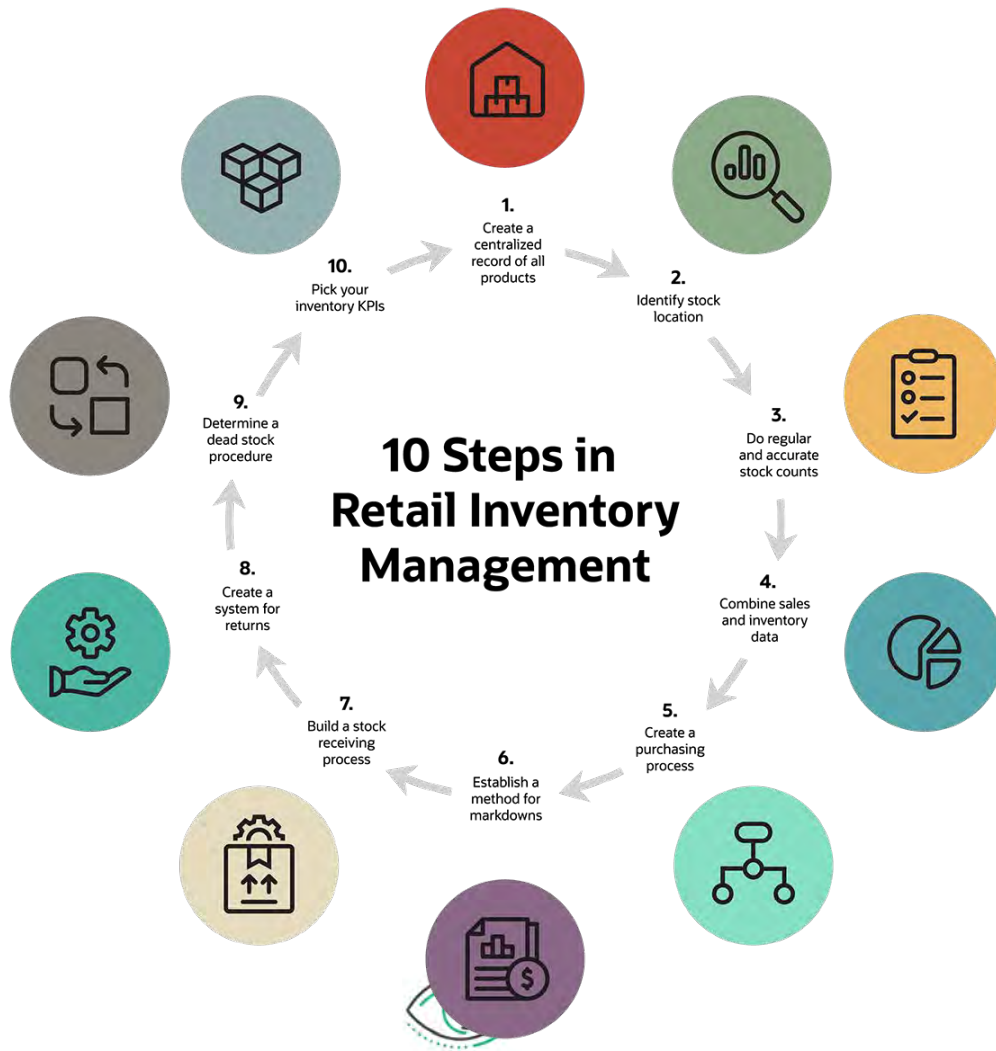 1.
Create a
centralized
record of all
products
2.
Identify stock
location
3.
Do regular
and accurate
stock counts
4.
Combine sales
and inventory
data
5.
Create a
purchasing
process
6.
Establish a
method for
markdowns
7.
Build a stock
receiving
process
8.
Create a
system for
returns
9.
Determine a
dead stock
procedure
10.
Pick your
inventory KPIs
10 Steps in
Retail Inventory
Management
$